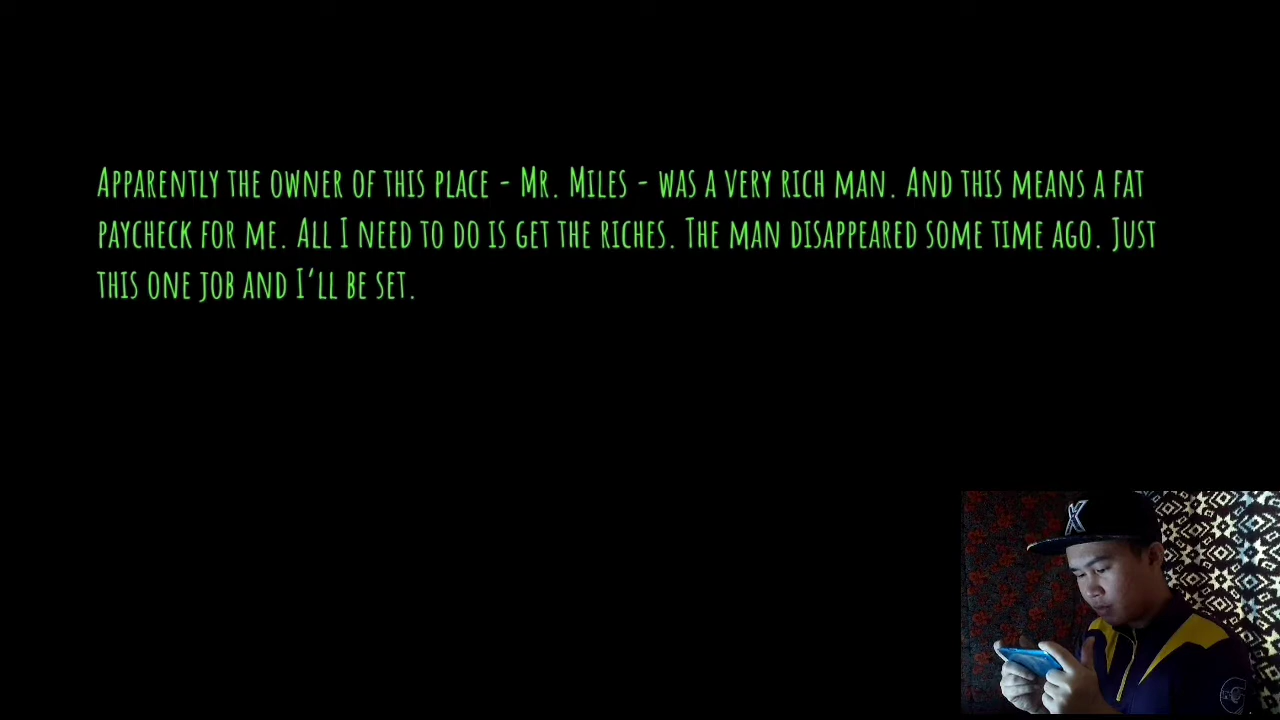 Apparently the owner of this place - Mr. Miles - was a very rich man. And this means a fat
paycheck for me. All I need to do is get the riches. The man disappeared some time ago. Just
this one job and I'll be set.
X